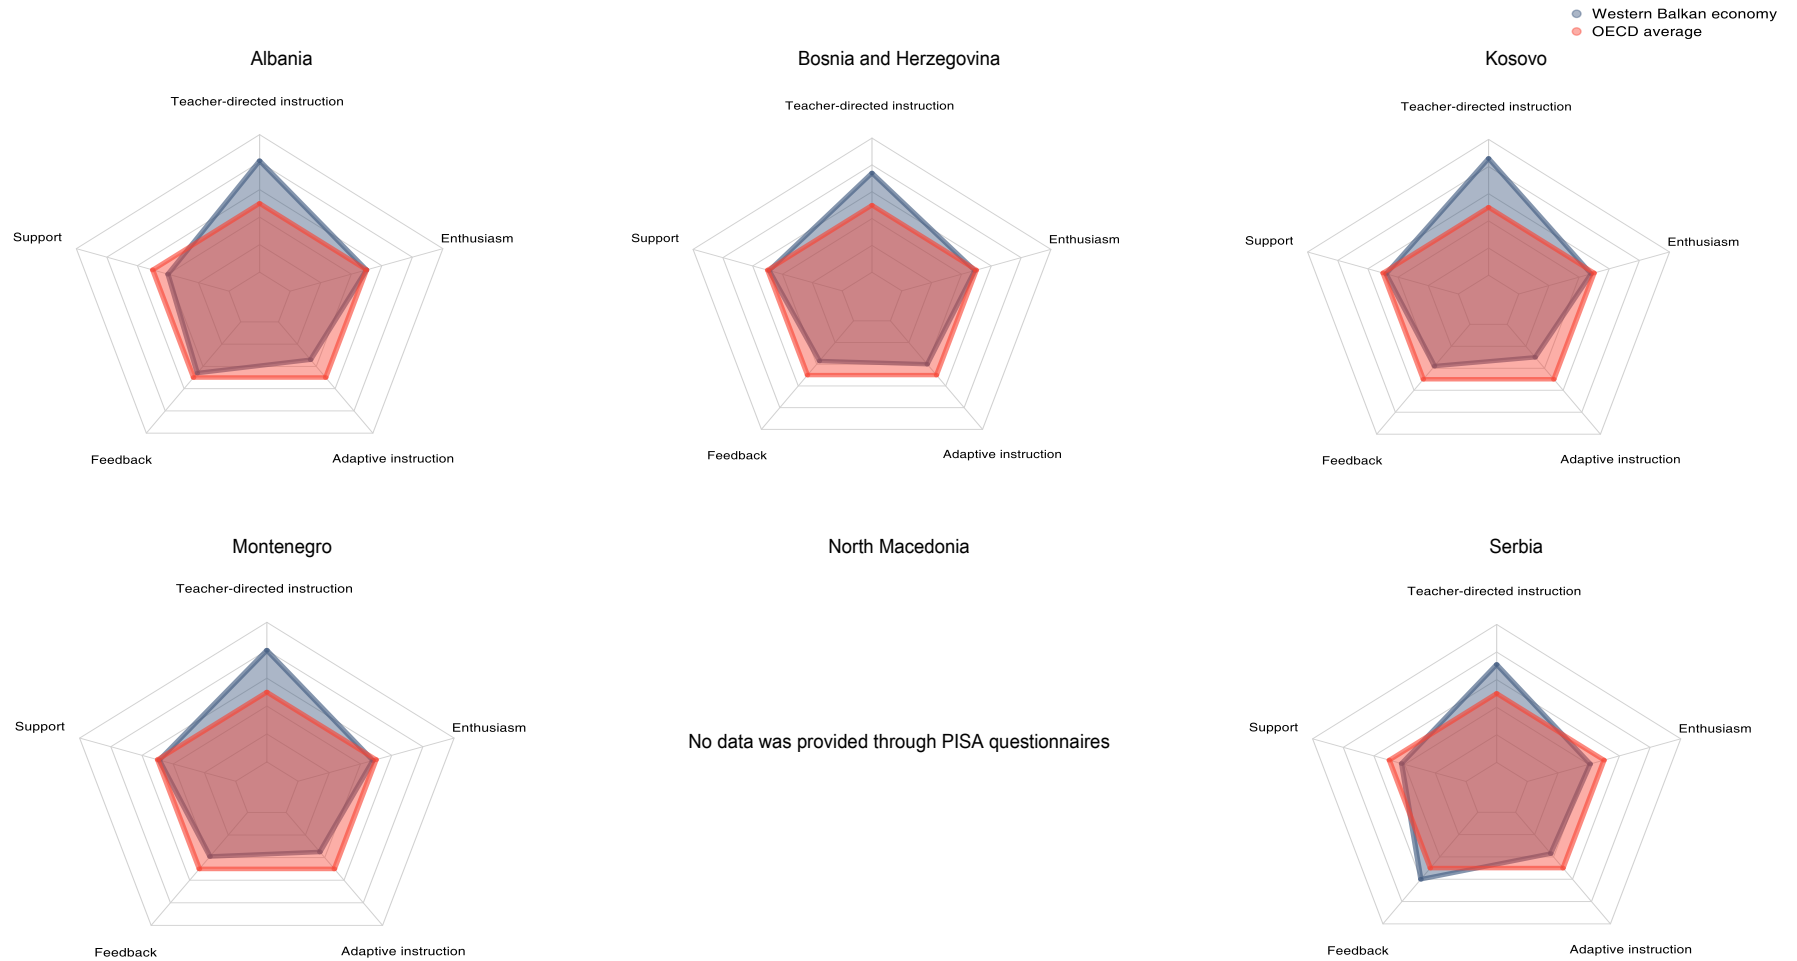 Western Balkan economy
OECD average
Albania
Bosnia and Herzegovina
Kosovo
Teacher-directed instruction
Teacher-directed instruction
Teacher-directed instruction
Support
Enthusiasm
Support
Enthusiasm
Support
Enthusiasm
Feedback
Adaptive instruction
Feedback
Adaptive instruction
Feedback
Adaptive instruction
Montenegro
North Macedonia
Serbia
Teacher-directed instruction
Teacher-directed instruction
Support
Enthusiasm
Support
Enthusiasm
No data was provided through PISA questionnaires
Feedback
Adaptive instruction
Feedback
Adaptive instruction